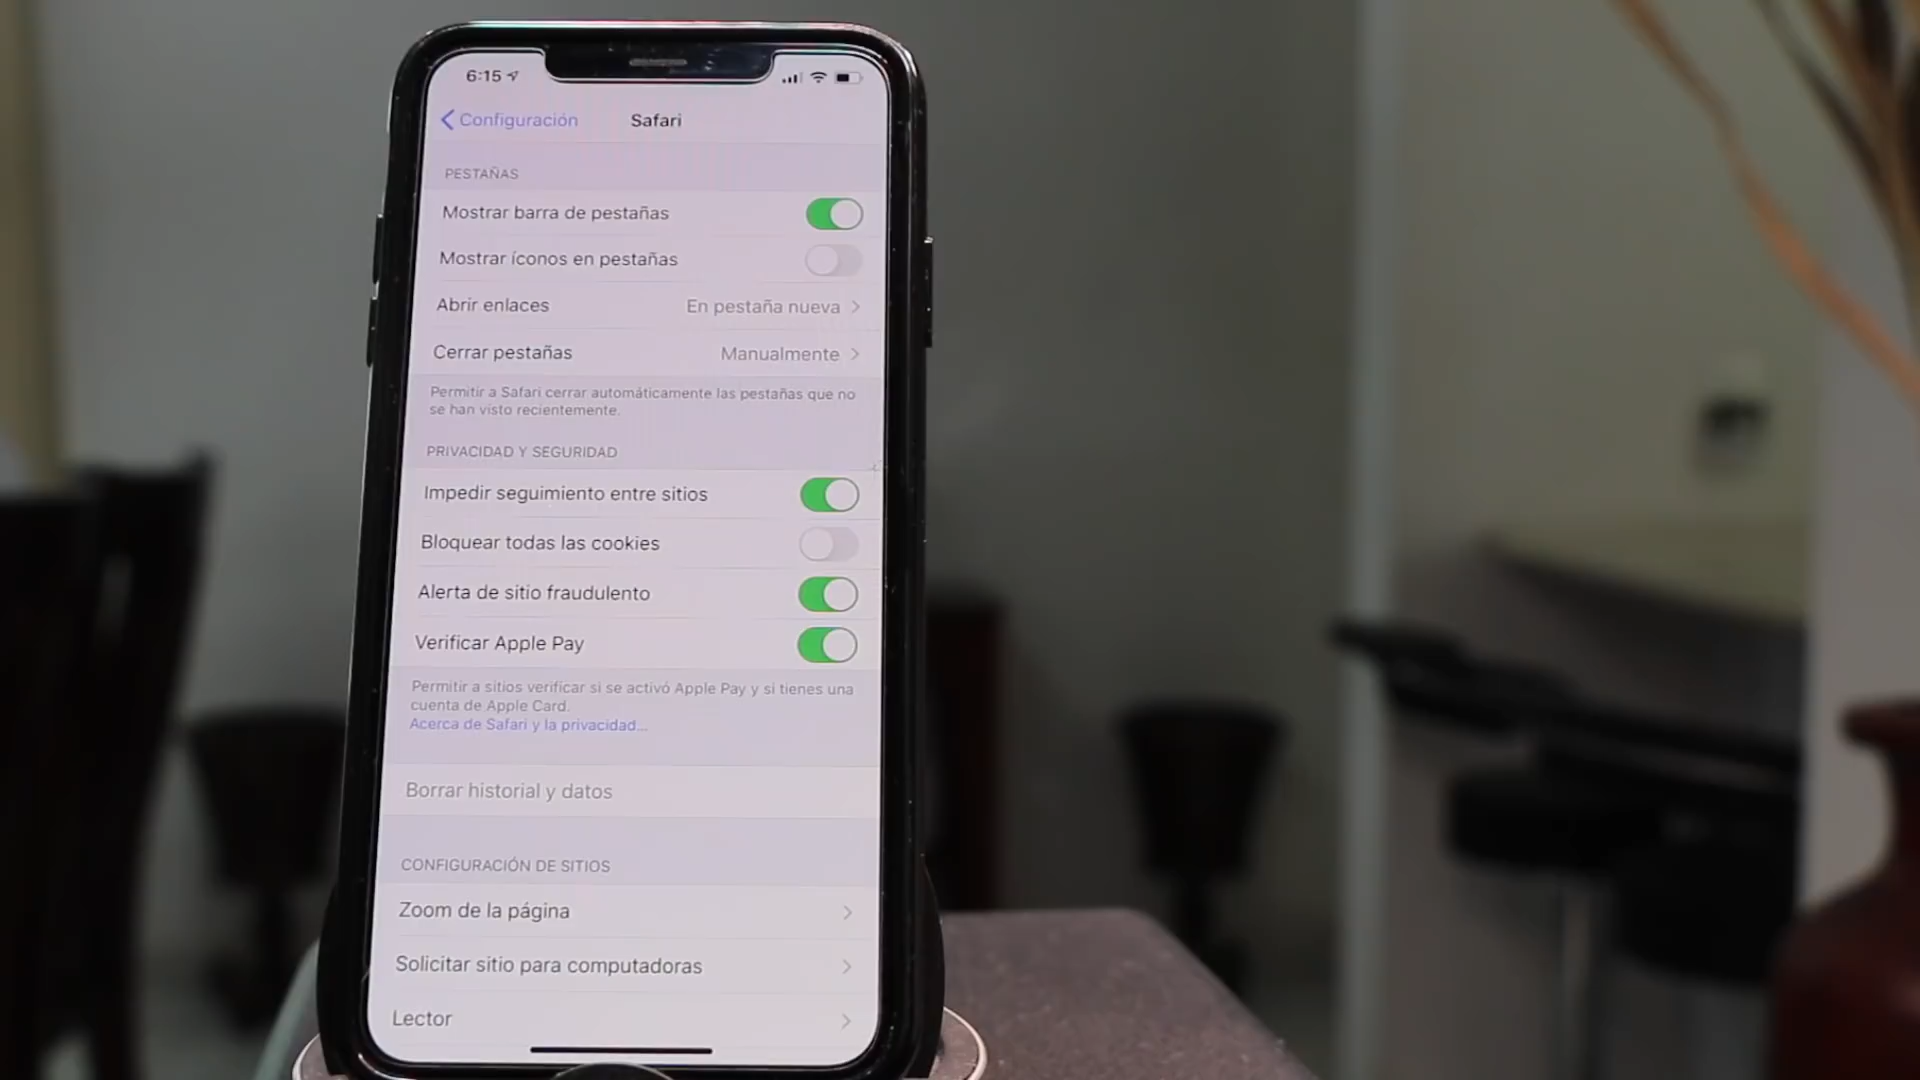 6:15
Configuración
Safari
PESTAÑAS
Mostrar barra de pestañas
Mostrar íconos en pestañas
Abrir enlaces En pestaña nueva
Cerrar pestañas Manualmente
Permitir a Safari cerrar automáticamente las pestañas que no
se han visto recientemente.
PRIVACIDAD Y SEGURIDAD
Impedir seguimiento entre sitios
Bloquear todas las cookies
Alerta de sitio fraudulento
Verificar Apple Pay
Permitir a sitios verificar si se activó Apple Pay y si tienes una
cuenta de Apple Card.
Acerca de Safari y la privacidad...
Borrar historial y datos
CONFIGURACIÓN DE SITIOS
Zoom de la página
Solicitar sitio para computadoras
Lector